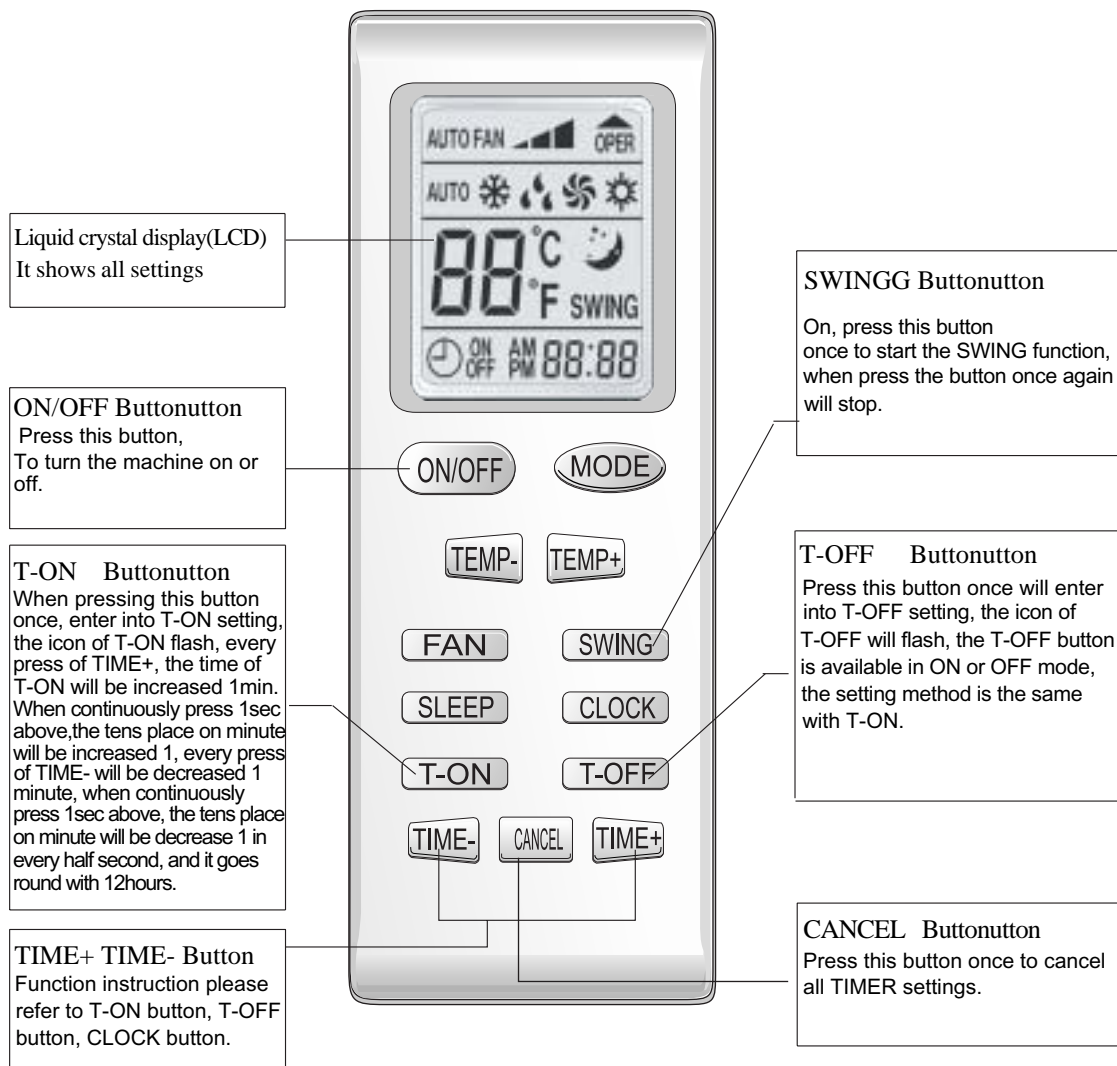 AUTO FAN OPER
AUTO
88 °C
°F SWING
ON OFF AM PM 88:88
Liquid crystal display(LCD)
It shows all settings
SWINGG Buttonutton
On, press this button
once to start the SWING function,
when press the button once again
will stop.
ON/OFF Buttonutton
Press this button,
To turn the machine on or
off.
ON/OFF MODE
TEMP- TEMP+
T-ON Buttonutton
When pressing this button
once, enter into T-ON setting,
the icon of T-ON flash, every
press of TIME+, the time of
T-ON will be increased 1min.
When continuously press 1sec
above,the tens place on minute
will be increased 1, every press
of TIME- will be decreased 1
minute, when continuously
press 1sec above, the tens place
on minute will be decrease 1 in
every half second, and it goes
round with 12hours.
T-OFF Buttonutton
Press this button once will enter
into T-OFF setting, the icon of
T-OFF will flash, the T-OFF button
is available in ON or OFF mode,
the setting method is the same
with T-ON.
FAN SWING
SLEEP CLOCK
T-ON T-OFF
TIME- CANCEL TIME+
TIME+ TIME- Button
Function instruction please
refer to T-ON button, T-OFF
button, CLOCK button.
CANCEL Buttonutton
Press this button once to cancel
all TIMER settings.